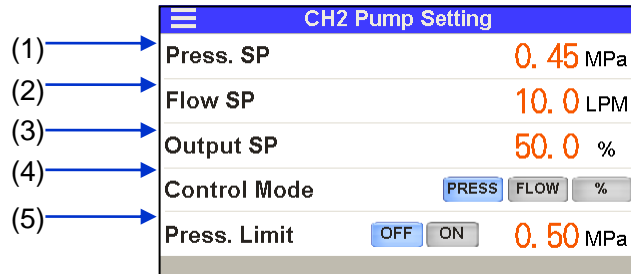 CH2 Pump Setting
(1) Press. SP 0. 45 MPa
(2) Flow SP 10. 0 LPM
(3) Output SP 50. 0 %
(4) Control Mode PRESS FLOW %
(5) Press. Limit OFF ON 0. 50 MPa